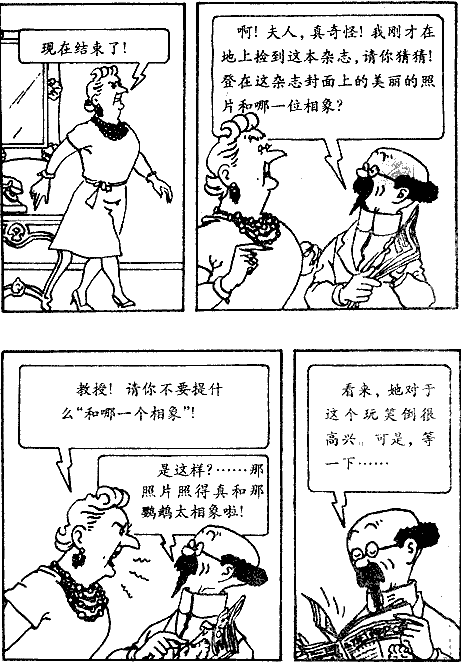 现在结束了!
啊!夫人,真奇怪!我刚才在
地上捡到这本杂志,请你猜猜!
登在这杂志封面上的美丽的照
片和哪一位相象?
教授!请你不要提什
么“和哪一个相象”!
是这样?……那
照片照得真和那
鹦鹉太相象啦!
看来,她对于
这个玩笑倒很
高兴。可是,等
一下……